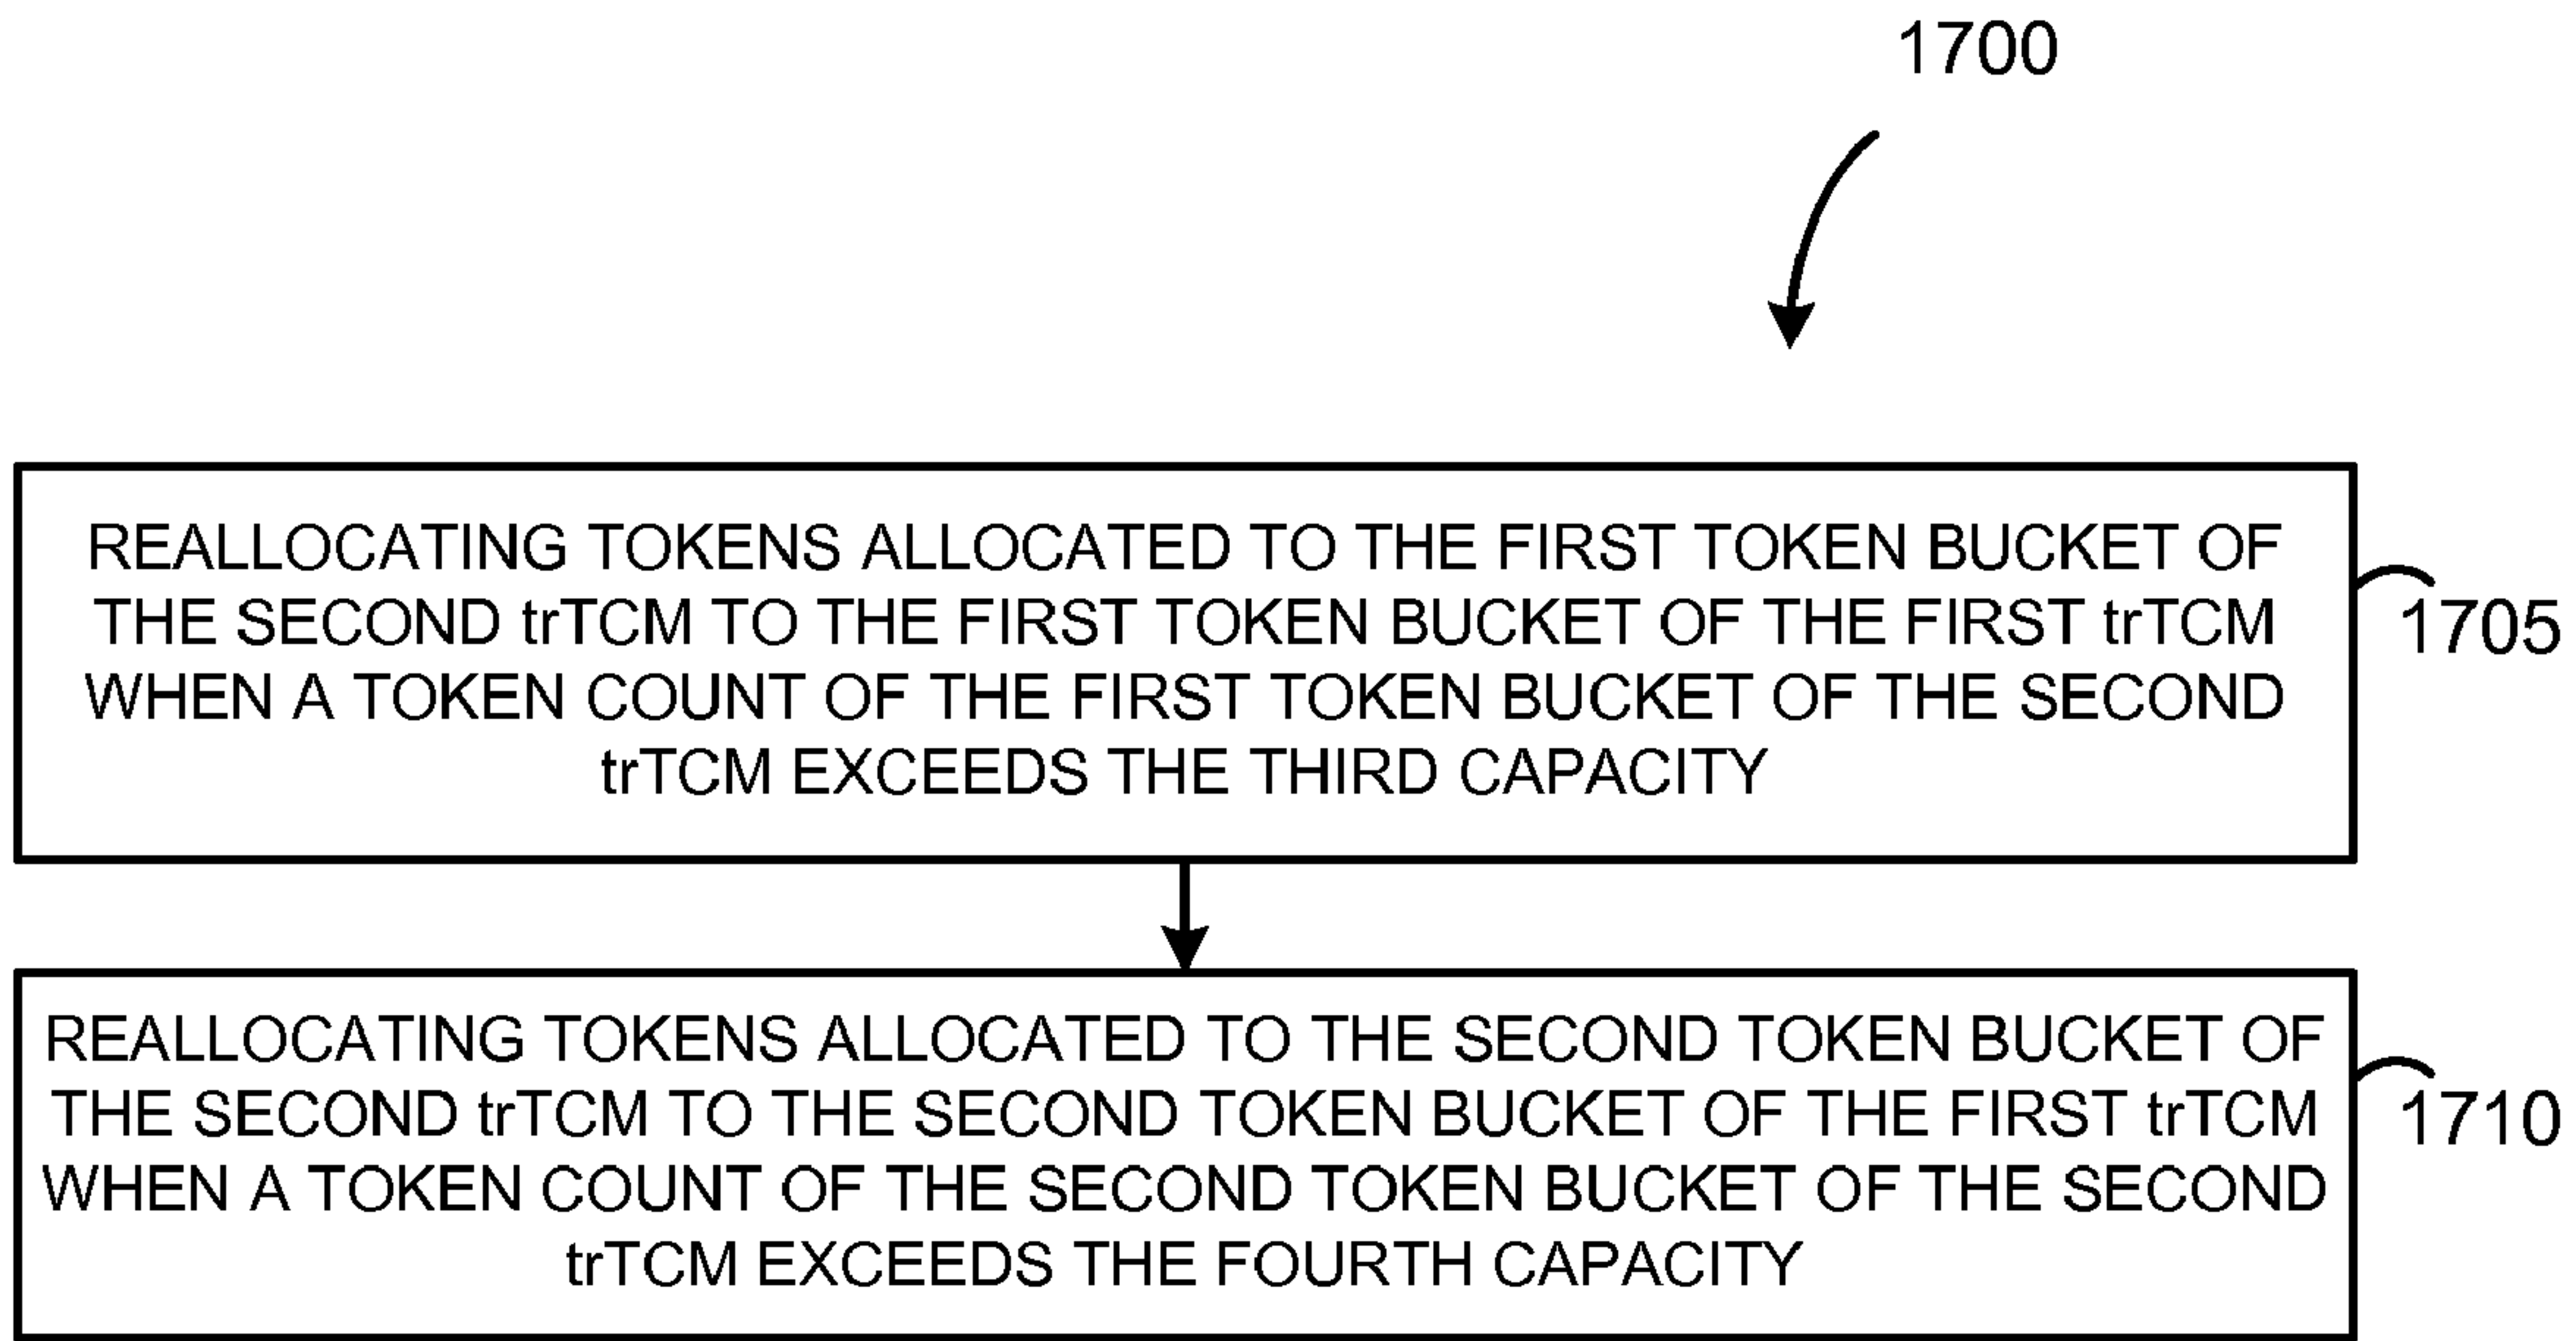 1700
REALLOCATING TOKENS ALLOCATED TO THE FIRST TOKEN BUCKET OF
THE SECOND trTCM TO THE FIRST TOKEN BUCKET OF THE FIRST trTCM
WHEN A TOKEN COUNT OF THE FIRST TOKEN BUCKET OF THE SECOND
trTCM EXCEEDS THE THIRD CAPACITY
1705
REALLOCATING TOKENS ALLOCATED TO THE SECOND TOKEN BUCKET OF
THE SECOND trTCM TO THE SECOND TOKEN BUCKET OF THE FIRST trTCM
WHEN A TOKEN COUNT OF THE SECOND TOKEN BUCKET OF THE SECOND
trTCM EXCEEDS THE FOURTH CAPACITY
1710